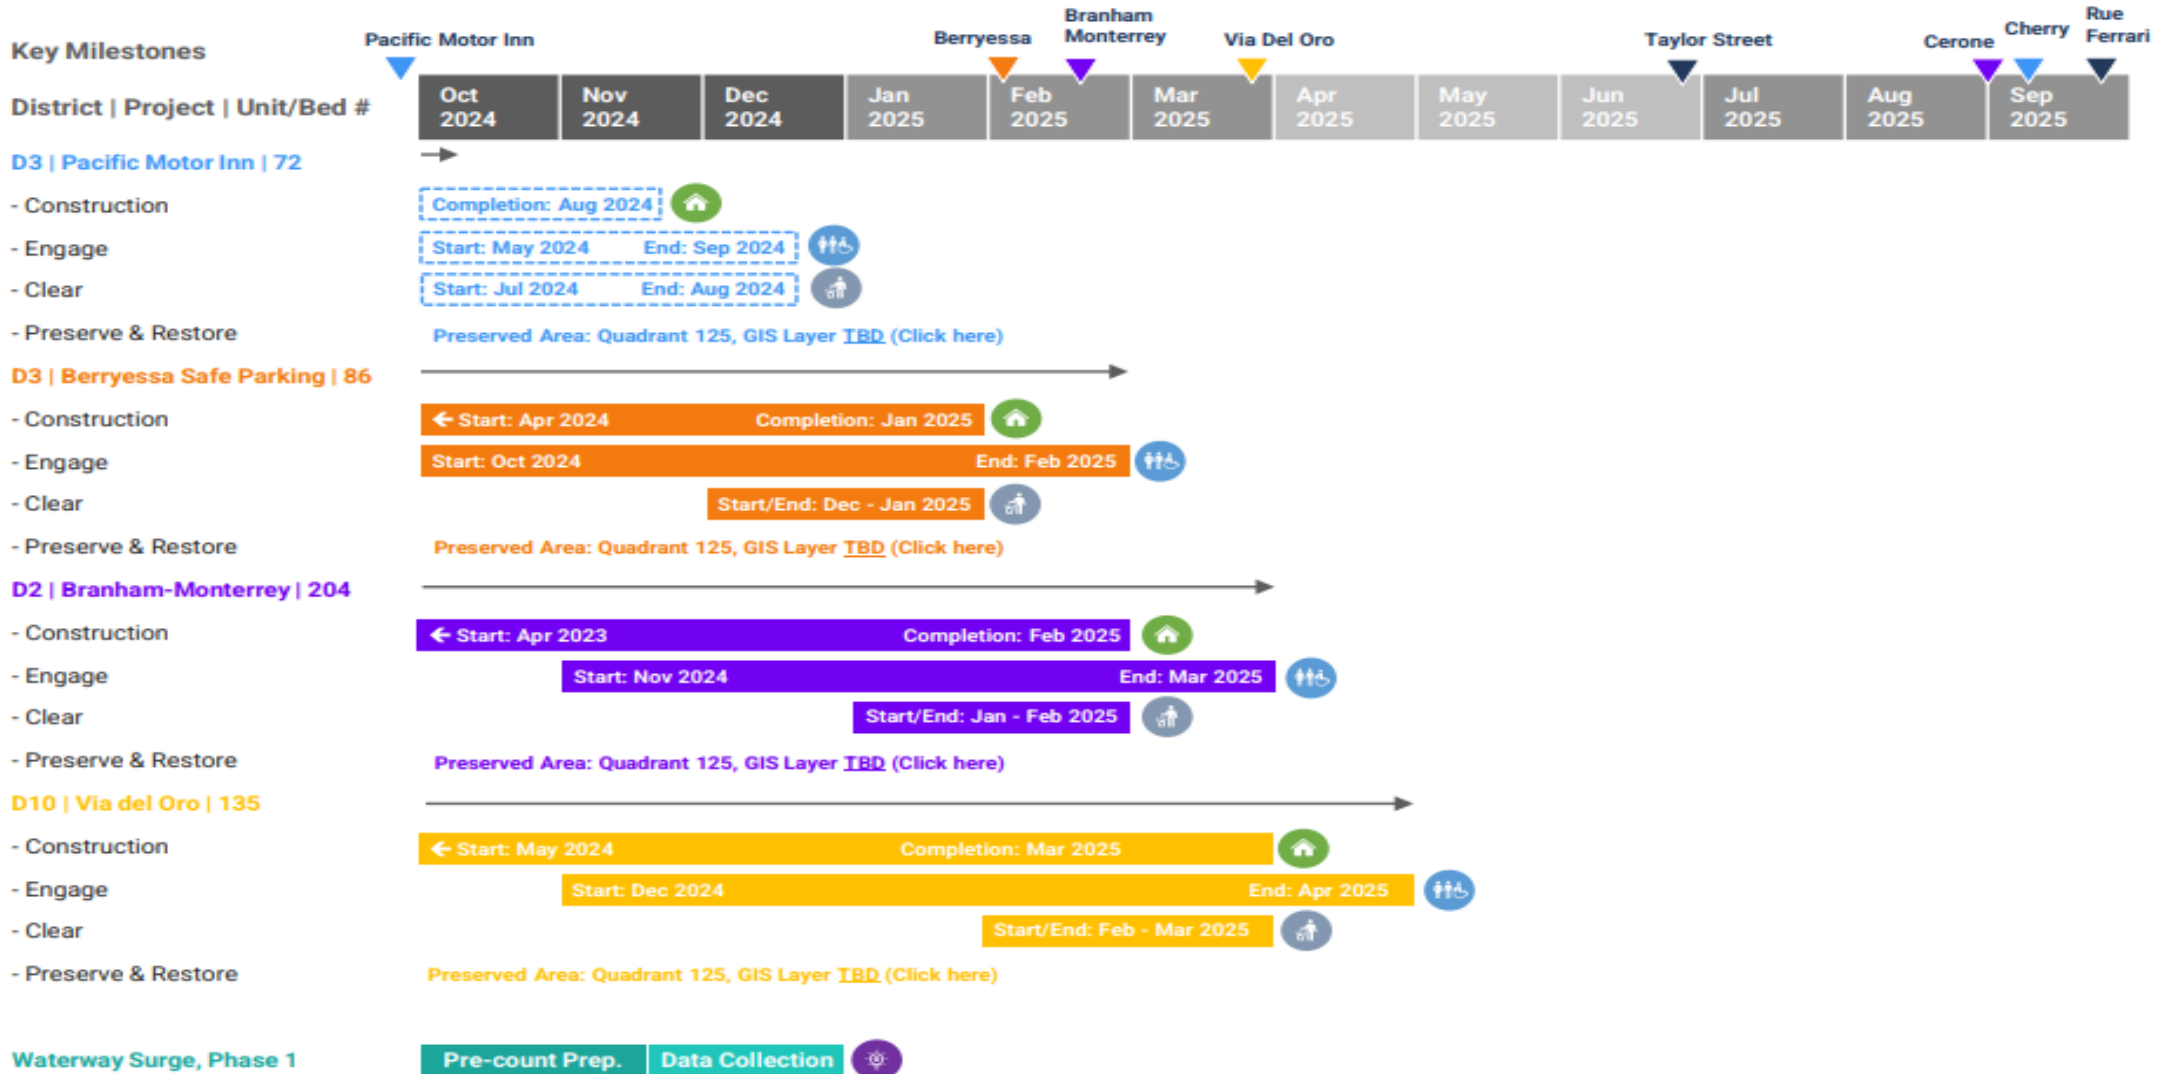 Key Milestones
Pacific Motor Inn
Berryessa
Branham
Monterrey
Via Del Oro
Taylor Street
Cerone
Cherry
Rue
Ferrari
District | Project | Unit/Bed #
Oct
2024
Nov
2024
Dec
2024
Jan
2025
Feb
2025
Mar
2025
Apr
2025
May
2025
Jun
2025
Jul
2025
Aug
2025
Sep
2025
D3 | Pacific Motor Inn | 72
- Construction
Completion: Aug 2024
- Engage
Start: May 2024 End: Sep 2024
- Clear
Start: Jul 2024 End: Aug 2024
- Preserve & Restore
Preserved Area: Quadrant 125, GIS Layer TBD (Click here)
D3 | Berryessa Safe Parking | 86
- Construction
← Start: Apr 2024 Completion: Jan 2025
- Engage
Start: Oct 2024 End: Feb 2025
- Clear
Start/End: Dec - Jan 2025
- Preserve & Restore
Preserved Area: Quadrant 125, GIS Layer TBD (Click here)
D2 | Branham-Monterrey | 204
- Construction
← Start: Apr 2023 Completion: Feb 2025
- Engage
Start: Nov 2024 End: Mar 2025
- Clear
Start/End: Jan - Feb 2025
- Preserve & Restore
Preserved Area: Quadrant 125, GIS Layer TBD (Click here)
D10 | Via del Oro | 135
- Construction
← Start: May 2024 Completion: Mar 2025
- Engage
Start: Dec 2024 End: Apr 2025
- Clear
Start/End: Feb - Mar 2025
- Preserve & Restore
Preserved Area: Quadrant 125, GIS Layer TBD (Click here)
Waterway Surge, Phase 1
Pre-count Prep.
Data Collection